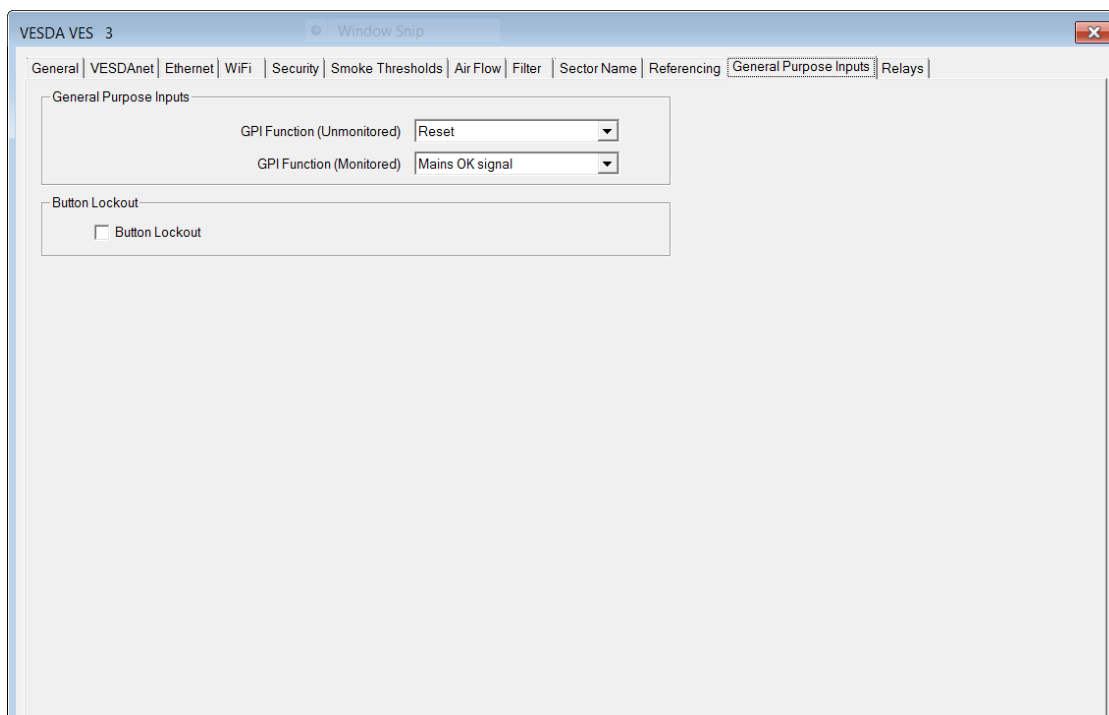 VESDA VES 3
Window Snip
General VESDAnet Ethernet WiFi Security Smoke Thresholds Air Flow Filter Sector Name Referencing General Purpose Inputs Relays
General Purpose Inputs
GPI Function (Unmonitored) Reset
GPI Function (Monitored) Mains OK signal
Button Lockout
Button Lockout